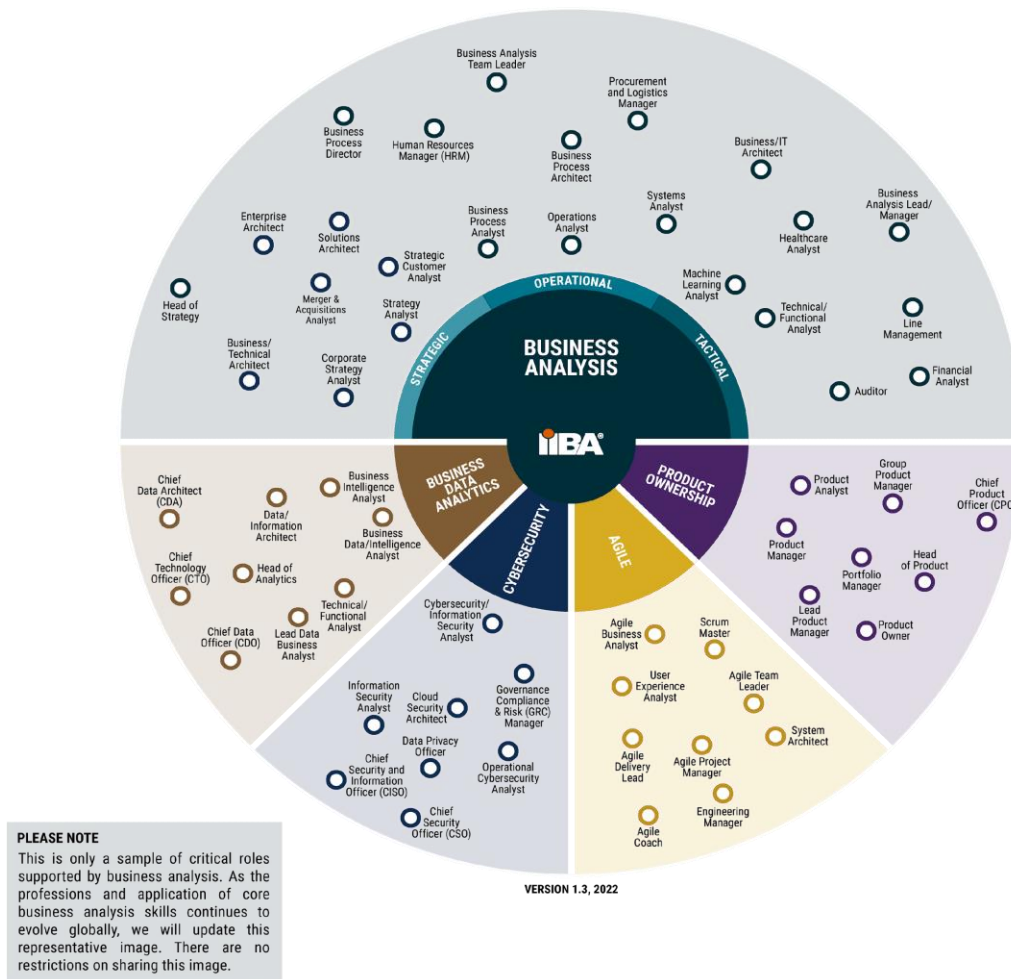 Business Analysis
Team Leader
Procurement
and Logistics
Manager
Business
Process
Director
Human Resources
Manager (HRM)
Business
Process
Architect
Business/IT
Architect
Business
Analysis Lead/
Manager
Enterprise
Architect
Solutions
Architect
Business
Process
Analyst
Operations
Analyst
Systems
Analyst
Healthcare
Analyst
Strategic
Customer
Analyst
Machine
Learning
Analyst
Head of
Strategy
Merger &
Acquisitions
Analyst
Strategy
Analyst
Technical/
Functional
Analyst
Line
Management
Business/
Technical
Architect
Corporate
Strategy
Analyst
Financial
Analyst
Auditor
STRATEGIC
OPERATIONAL
TACTICAL
BUSINESS
ANALYSIS
IIBA®
BUSINESS
DATA
ANALYTICS
CYBERSECURITY
AGILE
PRODUCT
OWNERSHIP
Chief
Data Architect
(CDA)
Data/
Information
Architect
Business
Intelligence
Analyst
Business
Data/Intelligence
Analyst
Chief
Technology
Officer (CTO)
Head of
Analytics
Technical/
Functional
Analyst
Chief Data
Officer (CDO)
Lead Data
Business
Analyst
Cybersecurity/
Information
Security
Analyst
Information
Security
Analyst
Cloud
Security
Architect
Governance
Compliance
& Risk (GRC)
Manager
Data Privacy
Officer
Chief
Security and
Information
Officer (CISO)
Operational
Cybersecurity
Analyst
Chief
Security
Officer (CSO)
Agile
Business
Analyst
Scrum
Master
User
Experience
Analyst
Agile Team
Leader
System
Architect
Agile
Delivery
Lead
Agile Project
Manager
Engineering
Manager
Agile
Coach
Product
Analyst
Group
Product
Manager
Chief
Product
Officer (CPO
Product
Manager
Portfolio
Manager
Head
of Product
Lead
Product
Manager
Product
Owner
PLEASE NOTE
This is only a sample of critical roles
supported by business analysis. As the
professions and application of core
business analysis skills continues to
evolve globally, we will update this
representative image. There are no
restrictions on sharing this image.
VERSION 1.3, 2022